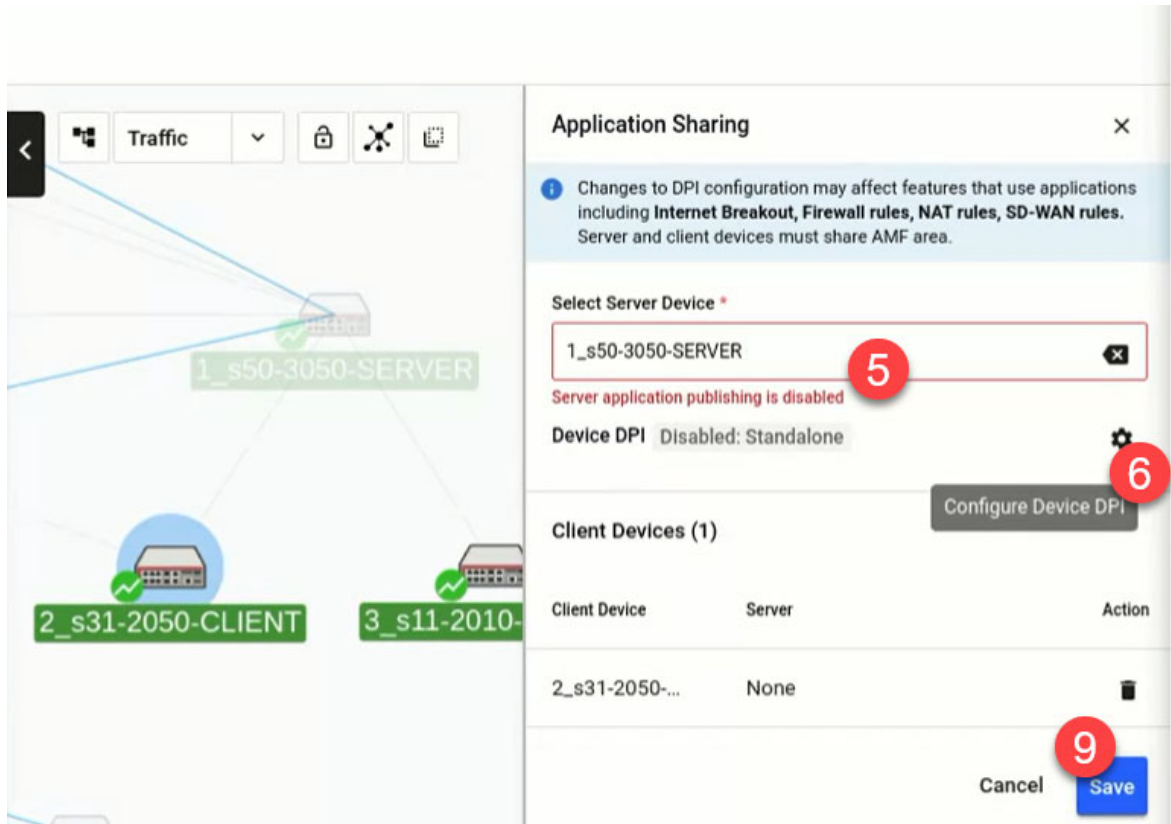 Traffic
1_s50-3050-SERVER
2_s31-2050-CLIENT
3_s11-2010-
Application Sharing
Changes to DPI configuration may affect features that use applications
including Internet Breakout, Firewall rules, NAT rules, SD-WAN rules.
Server and client devices must share AMF area.
Select Server Device *
1_s50-3050-SERVER
5
Server application publishing is disabled
Device DPI Disabled: Standalone
6
Configure Device DPI
Client Devices (1)
Client Device Server Action
2_s31-2050-... None
9
Cancel Save